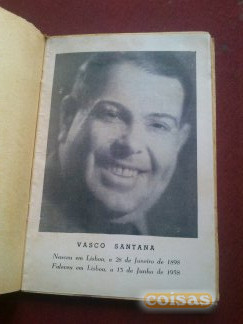 VASCO SANTANA
Nasceu em Lisboa, a 28 de Janeiro de 1898
Faleceu em Lisboa, a 13 de Junho de 1958
coisas